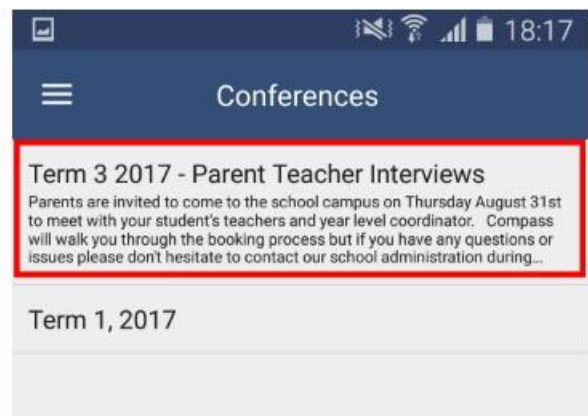 18:17
Conferences
Term 3 2017 - Parent Teacher Interviews
Parents are invited to come to the school campus on Thursday August 31st
to meet with your student's teachers and year level coordinator. Compass
will walk you through the booking process but if you have any questions or
issues please don't hesitate to contact our school administration during...
Term 1, 2017